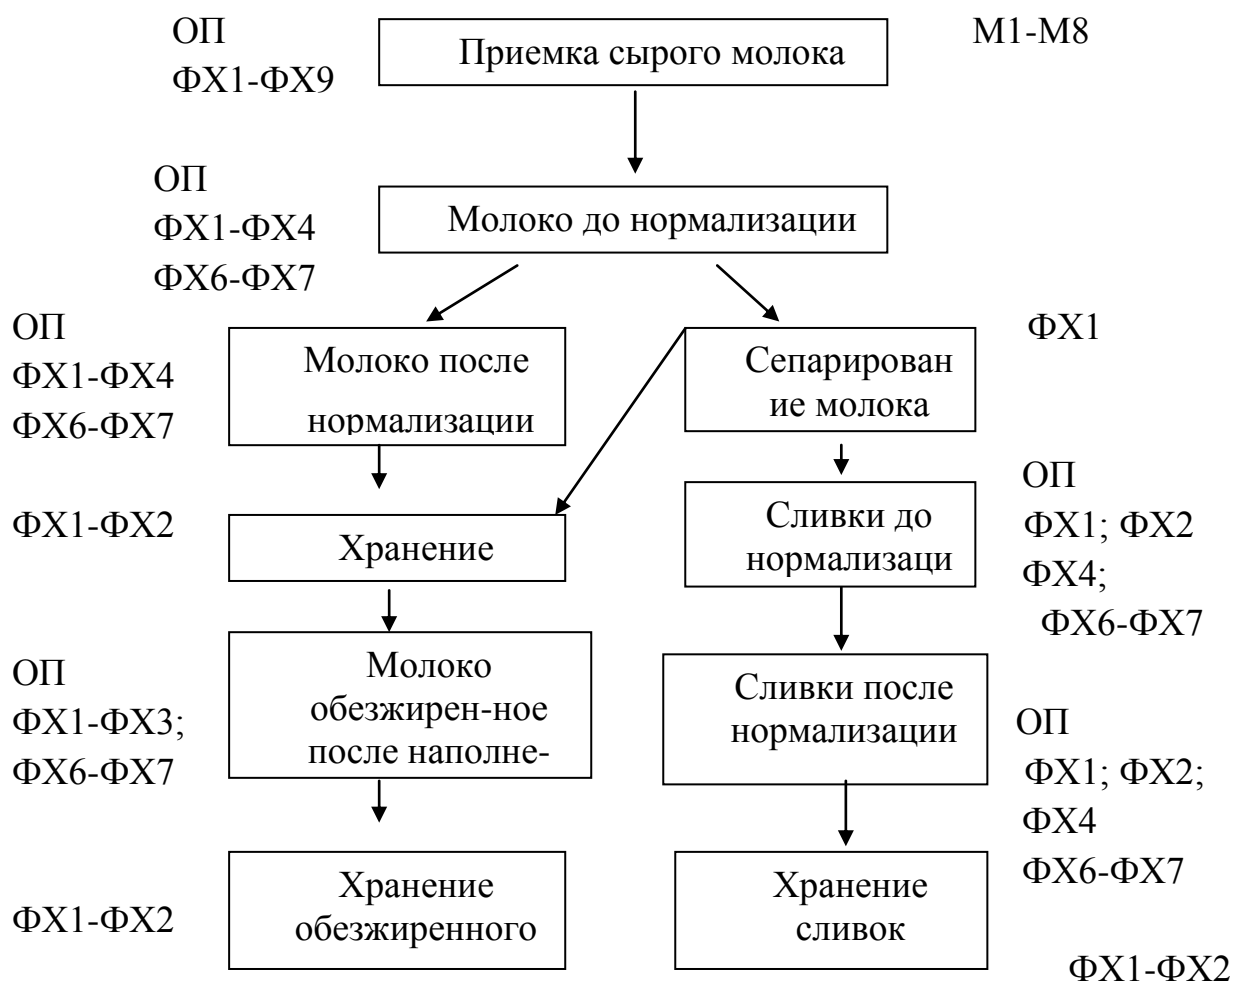 ОП
ФХ1-ФХ9
Приемка сырого молока
М1-М8
ОП
ФХ1-ФХ4
ФХ6-ФХ7
Молоко до нормализации
ОП
ФХ1-ФХ4
ФХ6-ФХ7
Молоко после
нормализации
Сепарирован
ие молока
ФХ1
ФХ1-ФХ2
Хранение
Сливки до
нормализаци
ОП
ФХ1; ФХ2
ФХ4;
ФХ6-ФХ7
ОП
ФХ1-ФХ3;
ФХ6-ФХ7
Молоко
обезжирен-ное
после наполне-
Сливки после
нормализации
ОП
ФХ1; ФХ2;
ФХ4
ФХ6-ФХ7
ФХ1-ФХ2
Хранение
обезжиренного
Хранение
сливок
ФХ1-ФХ2